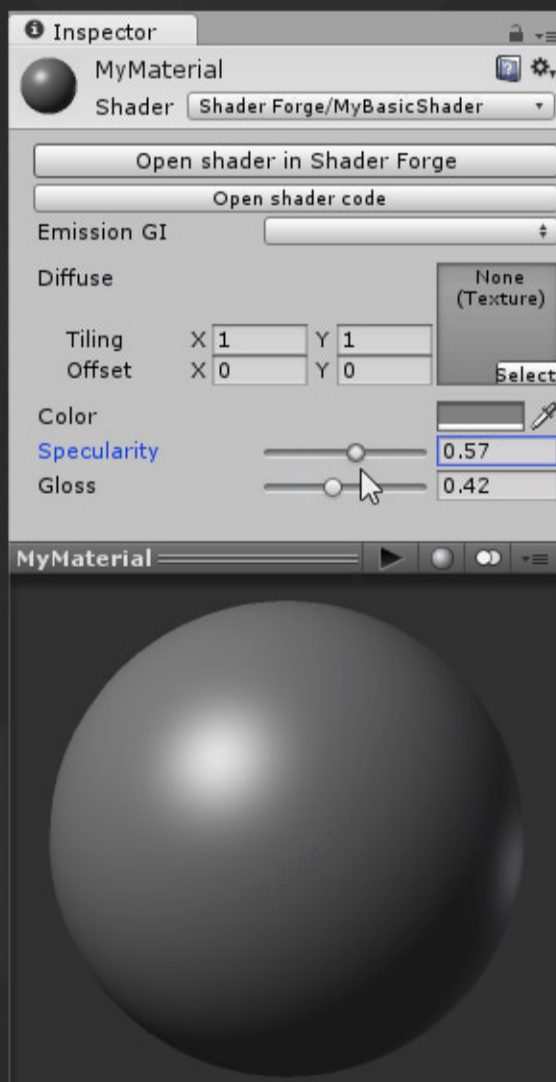 Inspector
MyMaterial
Shader Shader Forge/MyBasicShader
Open shader in Shader Forge
Open shader code
Emission GI
Diffuse
None
(Texture)
Tiling X 1 Y 1
Offset X 0 Y 0
Select
Color
Specularity 0.57
Gloss 0.42
MyMaterial